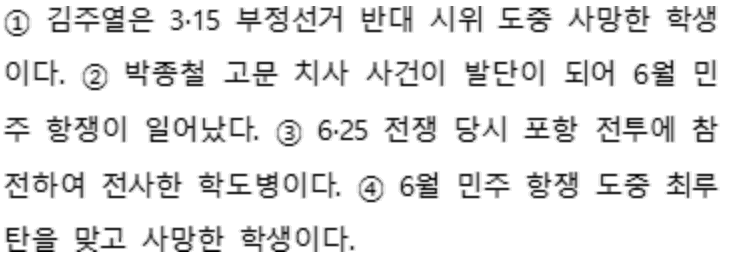 ① 김주열은 3·15 부정선거 반대 시위 도중 사망한 학생
이다. ② 박종철 고문 치사 사건이 발단이 되어 6월 민
주 항쟁이 일어났다. ③ 6·25 전쟁 당시 포항 전투에 참
전하여 전사한 학도병이다. ④ 6월 민주 항쟁 도중 최루
탄을 맞고 사망한 학생이다.